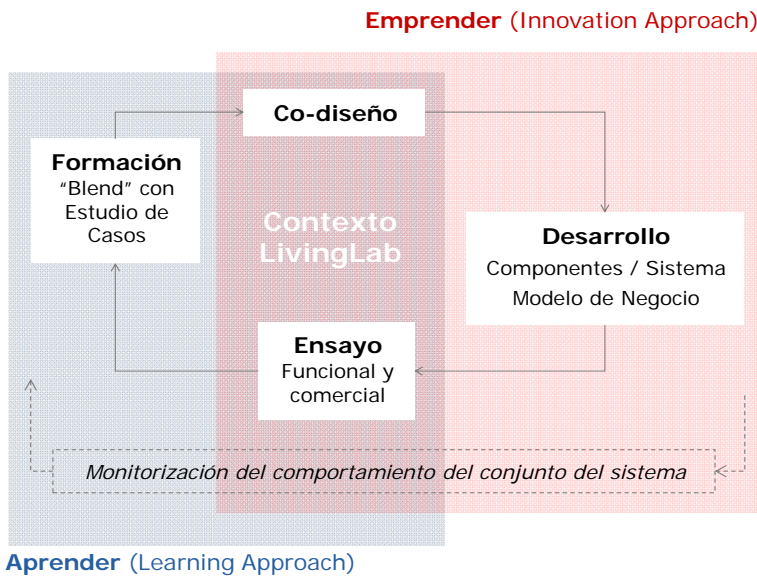 Emprender (Innovation Approach)
Co-diseño
Formación
“Blend” con
Estudio de
Casos
Contexto
LivingLab
Desarrollo
Componentes / Sistema
Modelo de Negocio
Ensayo
Funcional y
comercial
Monitorización del comportamiento del conjunto del sistema
Aprender (Learning Approach)